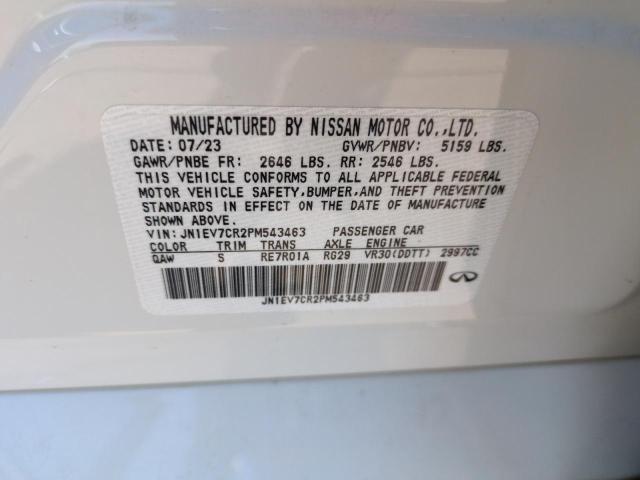 MANUFACTURED BY NISSAN MOTOR CO.,LTD.
DATE: 07/23 GVWR/PNBV: 5159 LBS.
GAWR/PNBE FR: 2646 LBS. RR: 2546 LBS.
THIS VEHICLE CONFORMS TO ALL APPLICABLE FEDERAL
MOTOR VEHICLE SAFETY,BUMPER,AND THEFT PREVENTION
STANDARDS IN EFFECT ON THE DATE OF MANUFACTURE
SHOWN ABOVE.
VIN: JN1EV7CR2PM543463 PASSENGER CAR
COLOR TRIM TRANS AXLE ENGINE
QAW S RE7R01A RG29 VR30(DDTT) 2997CC
JN1EV7CR2PM543463